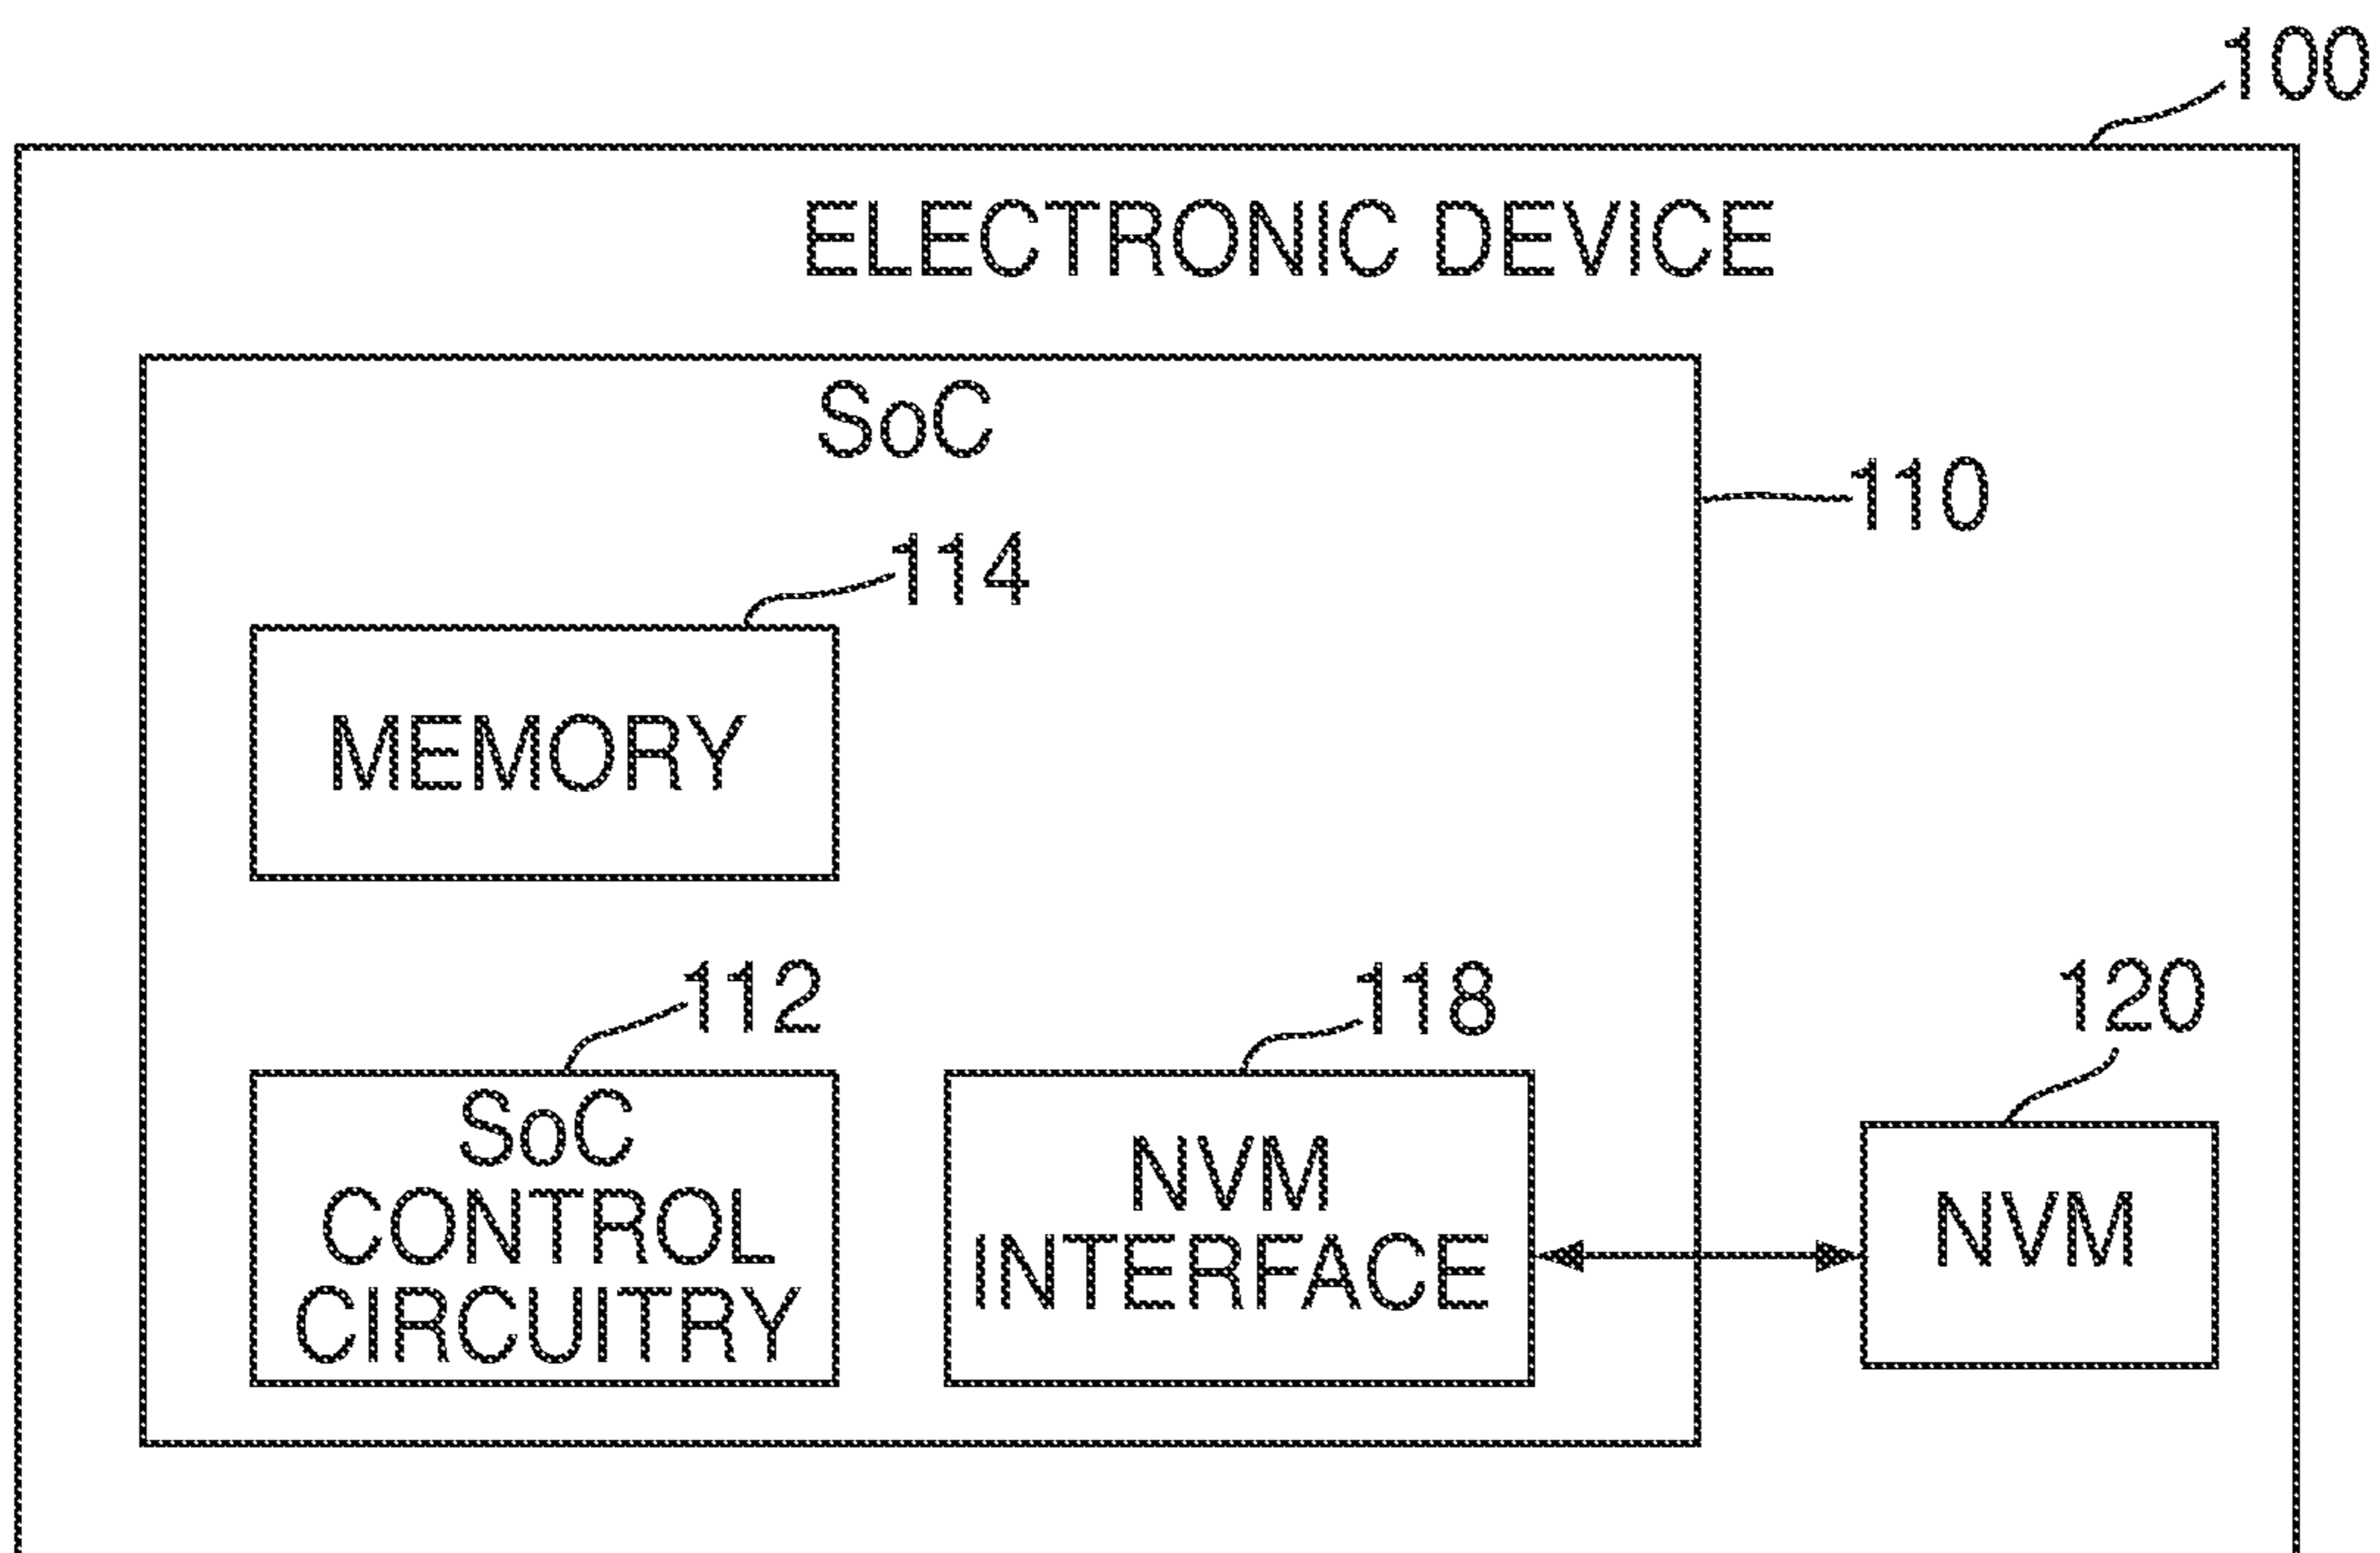 100
ELECTRONIC DEVICE
SoC
110
114
MEMORY
112
118
120
SoC
CONTROL
CIRCUITRY
NVM
INTERFACE
NVM